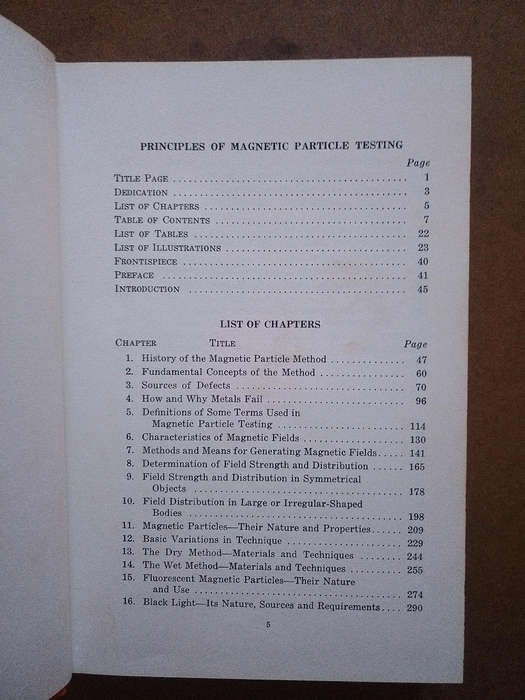 PRINCIPLES OF MAGNETIC PARTICLE TESTING
Page
TITLE PAGE ........................................ 1
DEDICATION ........................................ 3
LIST OF CHAPTERS ........................................ 5
TABLE OF CONTENTS ........................................ 7
LIST OF TABLES ........................................ 22
LIST OF ILLUSTRATIONS ........................................ 23
FRONTISPIECE ........................................ 40
PREFACE ........................................ 41
INTRODUCTION ........................................ 45
LIST OF CHAPTERS
CHAPTER TITLE Page
1. History of the Magnetic Particle Method .............. 47
2. Fundamental Concepts of the Method ................ 60
3. Sources of Defects ................................ 70
4. How and Why Metals Fail .......................... 96
5. Definitions of Some Terms Used in
Magnetic Particle Testing ........................ 114
6. Characteristics of Magnetic Fields .................. 130
7. Methods and Means for Generating Magnetic Fields..... 141
8. Determination of Field Strength and Distribution ...... 165
9. Field Strength and Distribution in Symmetrical
Objects ........................................ 178
10. Field Distribution in Large or Irregular-Shaped
Bodies ........................................ 198
11. Magnetic Particles—Their Nature and Properties...... 209
12. Basic Variations in Technique ...................... 229
13. The Dry Method—Materials and Techniques .......... 244
14. The Wet Method—Materials and Techniques .......... 255
15. Fluorescent Magnetic Particles—Their Nature
and Use ........................................ 274
16. Black Light—Its Nature, Sources and Requirements.... 290
5